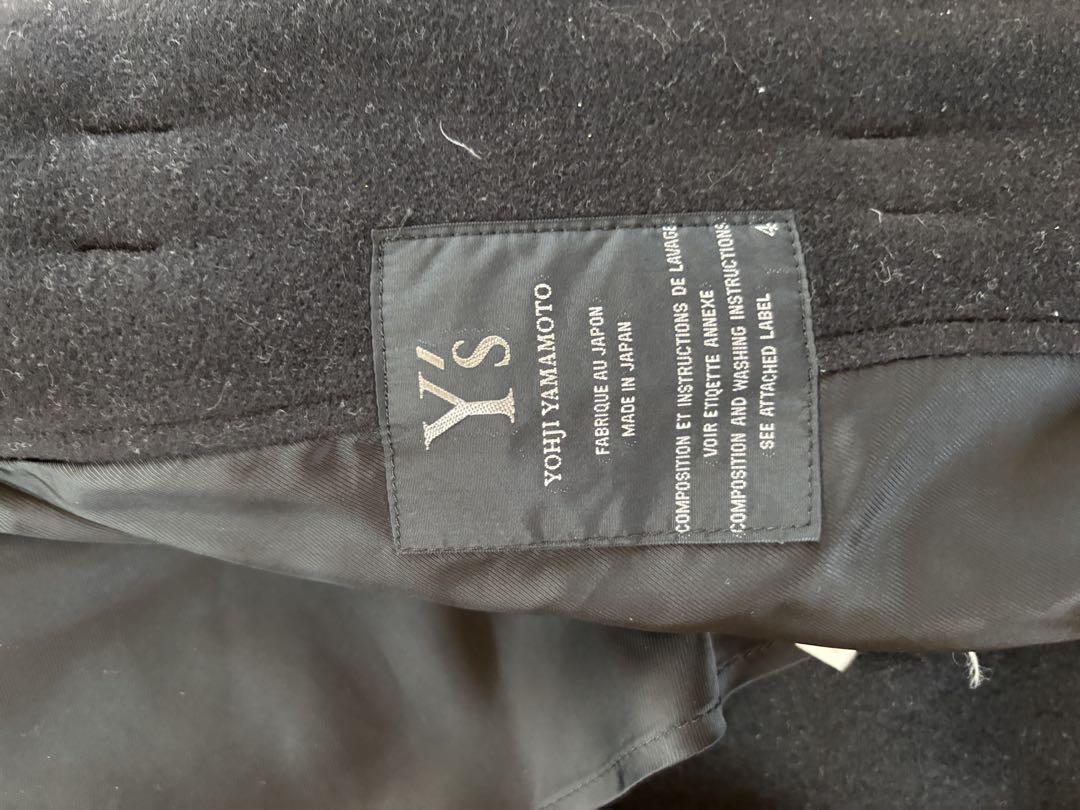 Y's
YOHJI YAMAMOTO
FABRIQUE AU JAPON
MADE IN JAPAN
COMPOSITION ET INSTRUCTIONS DE LAVAGE
VOIR ETIQETTE ANNEXE
COMPOSITION AND WASHING INSTRUCTIONS
SEE ATTACHED LABEL
4